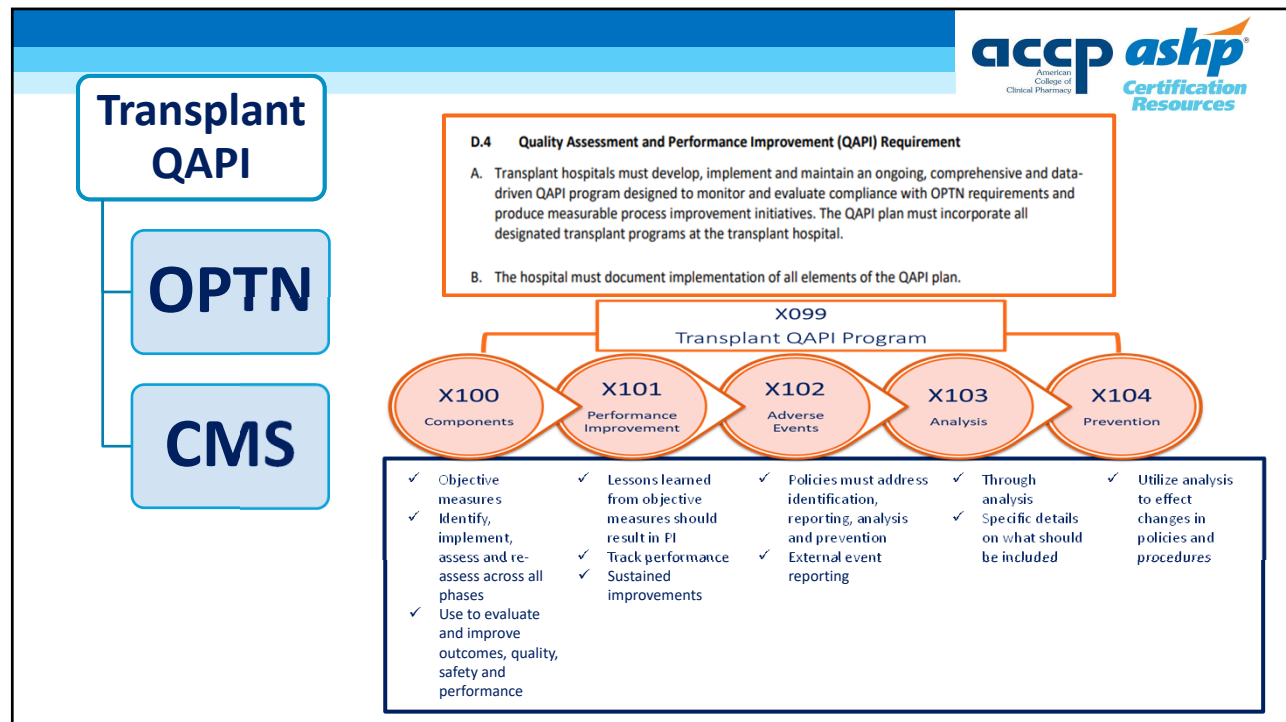 accp
American
College of
Clinical Pharmacy
ashp®
Certification
Resources
Transplant
QAPI
OPTN
CMS
D.4 Quality Assessment and Performance Improvement (QAPI) Requirement
A. Transplant hospitals must develop, implement and maintain an ongoing, comprehensive and data-
driven QAPI program designed to monitor and evaluate compliance with OPTN requirements and
produce measurable process improvement initiatives. The QAPI plan must incorporate all
designated transplant programs at the transplant hospital.
B. The hospital must document implementation of all elements of the QAPI plan.
X099
Transplant QAPI Program
X100
Components
X101
Performance
Improvement
X102
Adverse
Events
X103
Analysis
X104
Prevention
✓ Objective
measures
✓ Identify,
implement,
assess and re-
assess across all
phases
✓ Use to evaluate
and improve
outcomes, quality,
safety and
performance
✓ Lessons learned
from objective
measures should
result in PI
✓ Track performance
✓ Sustained
improvements
✓ Policies must address
identification,
reporting, analysis
and prevention
✓ External event
reporting
✓ Through
analysis
✓ Specific details
on what should
be included
✓ Utilize analysis
to effect
changes in
policies and
procedures